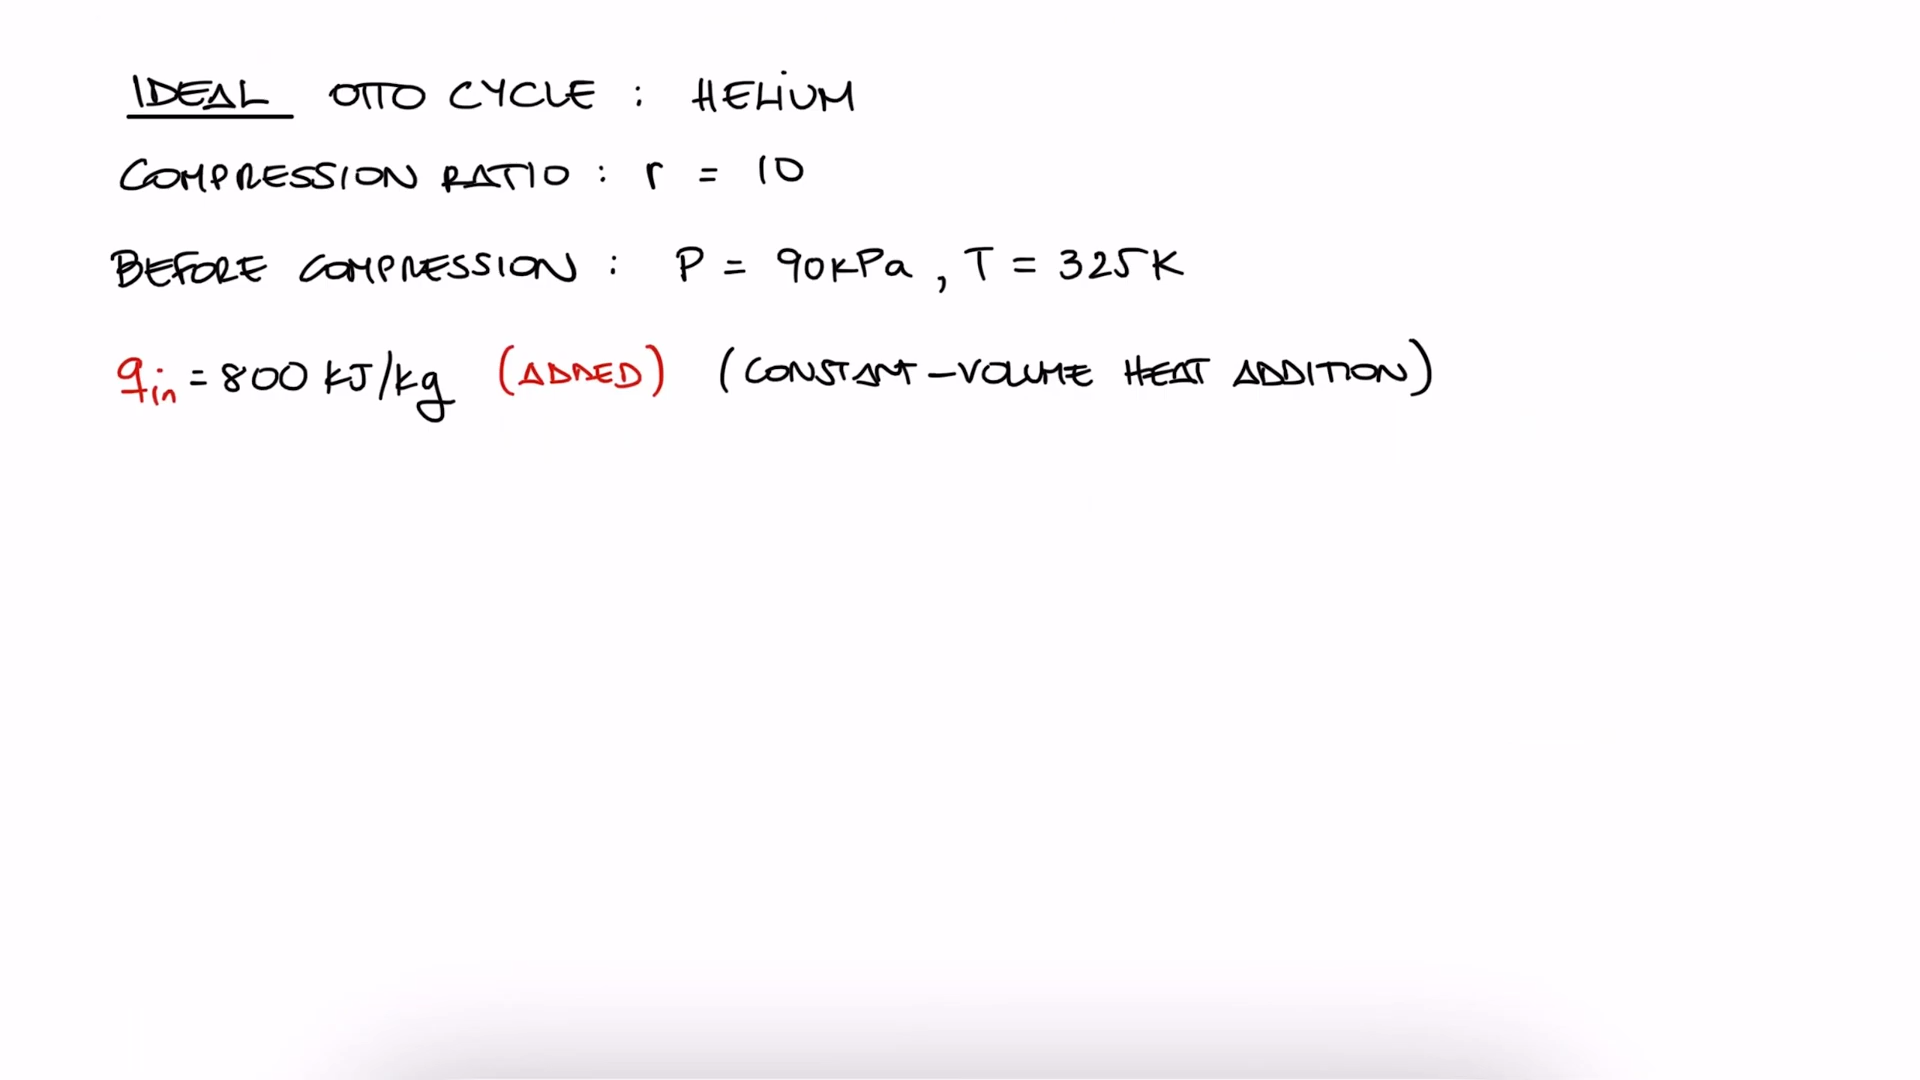 IDEAL OTTO CYCLE : HELIUM
COMPRESSION RATIO : r = 10
BEFORE COMPRESSION : P = 90kPa , T = 325K
qin = 800 kJ/kg (ADDED) (CONSTANT-VOLUME HEAT ADDITION)